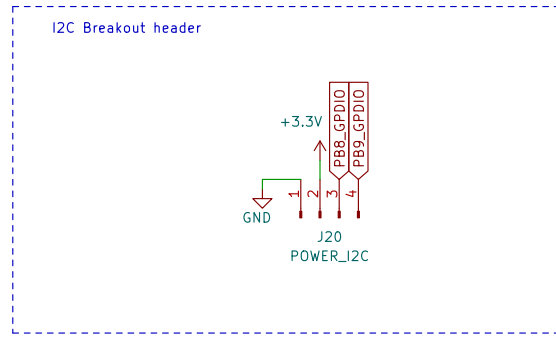 I2C Breakout header
+3.3V
PB8_GPDIO
PB9_GPDIO
1
2
3
4
GND
J20
POWER_I2C